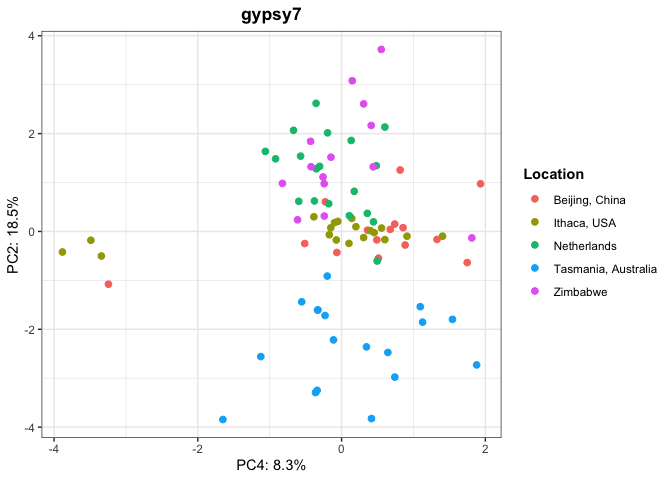 gypsy7
4
2
0
-2
-4
PC2: 18.5%
-4
-2
0
2
PC4: 8.3%
Location
Beijing, China
Ithaca, USA
Netherlands
Tasmania, Australia
Zimbabwe